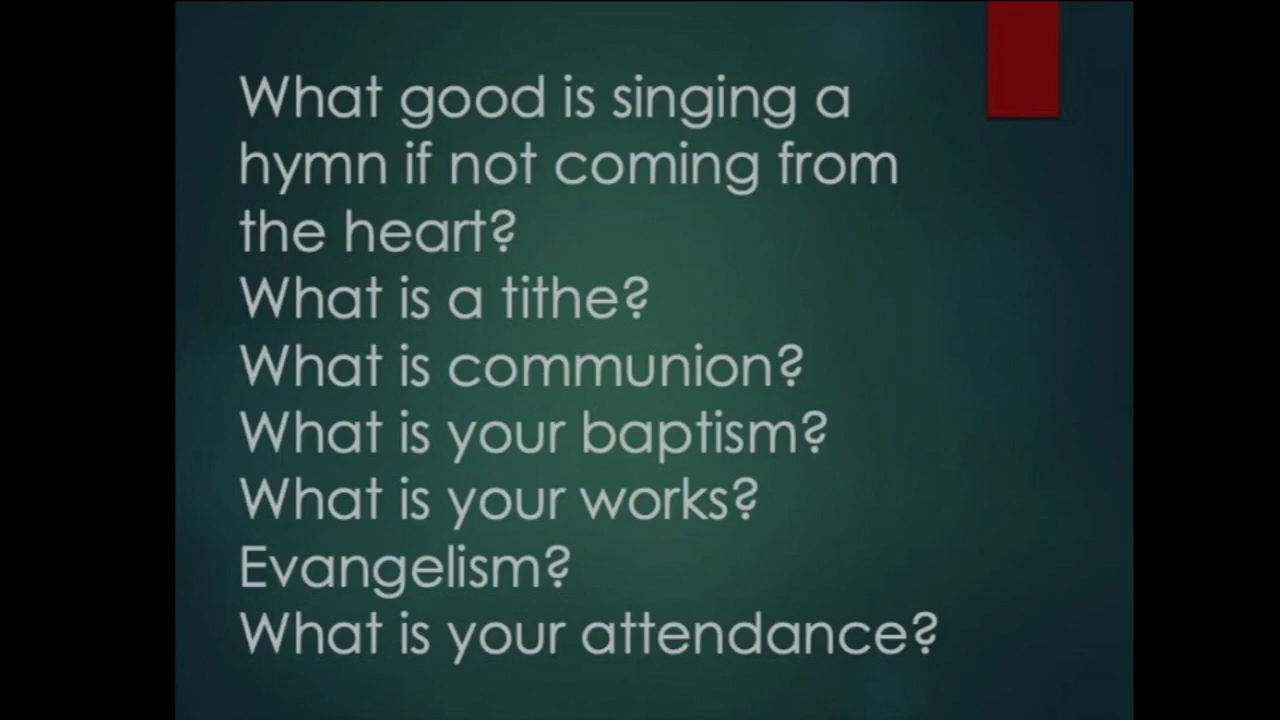 What good is singing a
hymn if not coming from
the heart?
What is a tithe?
What is communion?
What is your baptism?
What is your works?
Evangelism?
What is your attendance?